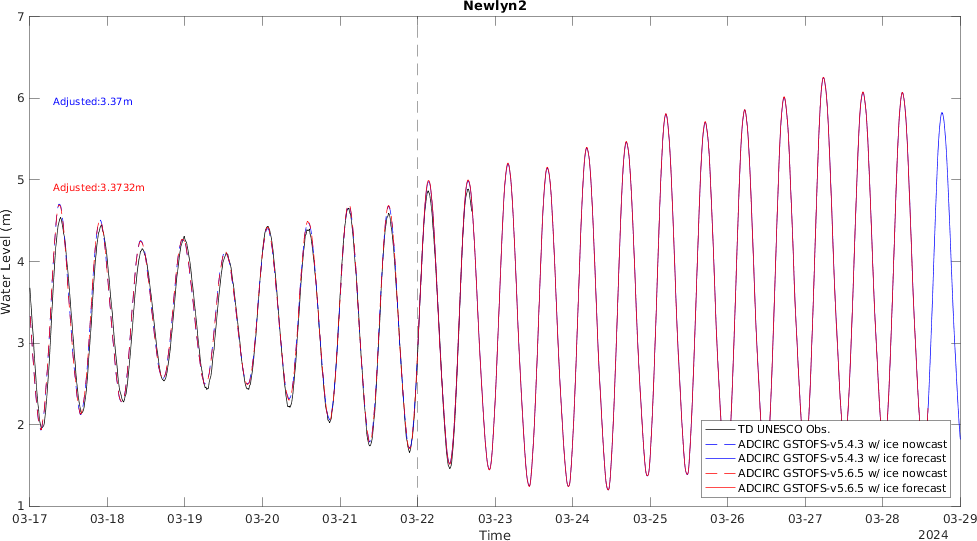 Newlyn2
7
6
5
4
3
2
1
Water Level (m)
Adjusted:3.37m
Adjusted:3.3732m
TD UNESCO Obs.
ADCIRC GSTOFS-v5.4.3 w/ ice nowcast
ADCIRC GSTOFS-v5.4.3 w/ ice forecast
ADCIRC GSTOFS-v5.6.5 w/ ice nowcast
ADCIRC GSTOFS-v5.6.5 w/ ice forecast
03-17 03-18 03-19 03-20 03-21 03-22 03-23 03-24 03-25 03-26 03-27 03-28 03-29
Time
2024